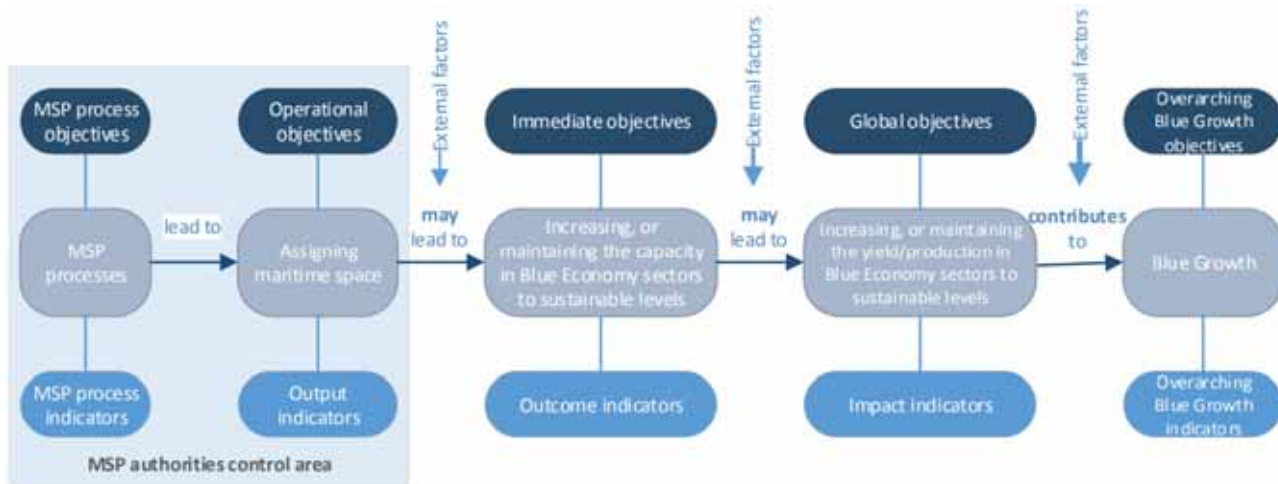 External factors
External factors
External factors
MSP process
objectives
Operational
objectives
Immediate objectives
Global objectives
Overarching
Blue Growth
objectives
MSP
processes
lead to
Assigning
maritime space
may
lead to
Increasing, or
maintaining the capacity
in Blue Economy sectors
to sustainable levels
may
lead to
Increasing, or maintaining
the yield/production in
Blue Economy sectors to
sustainable levels
contributes
to
Blue Growth
MSP process
indicators
Output
indicators
Outcome indicators
Impact indicators
Overarching
Blue Growth
indicators
MSP authorities control area